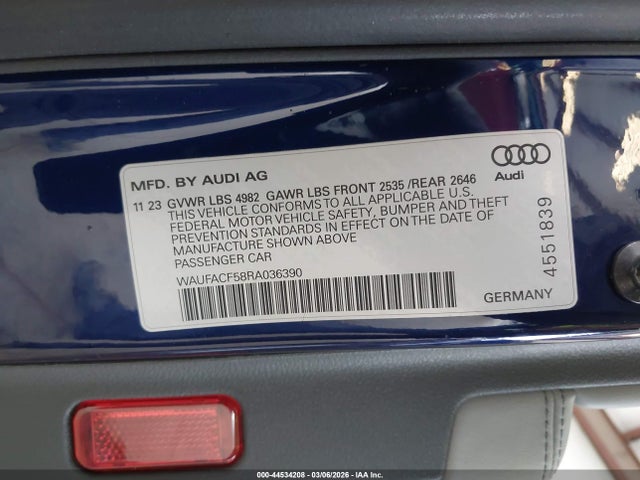 MFD. BY AUDI AG
11 23 GVWR LBS 4982 GAWR LBS FRONT 2535 /REAR 2646
THIS VEHICLE CONFORMS TO ALL APPLICABLE U.S.
FEDERAL MOTOR VEHICLE SAFETY, BUMPER AND THEFT
PREVENTION STANDARDS IN EFFECT ON THE DATE OF
MANUFACTURE SHOWN ABOVE
PASSENGER CAR
WAUFACF58RA036390
Audi
4551839
GERMANY
000-44534208 | 03/06/2026 | IAA Inc.